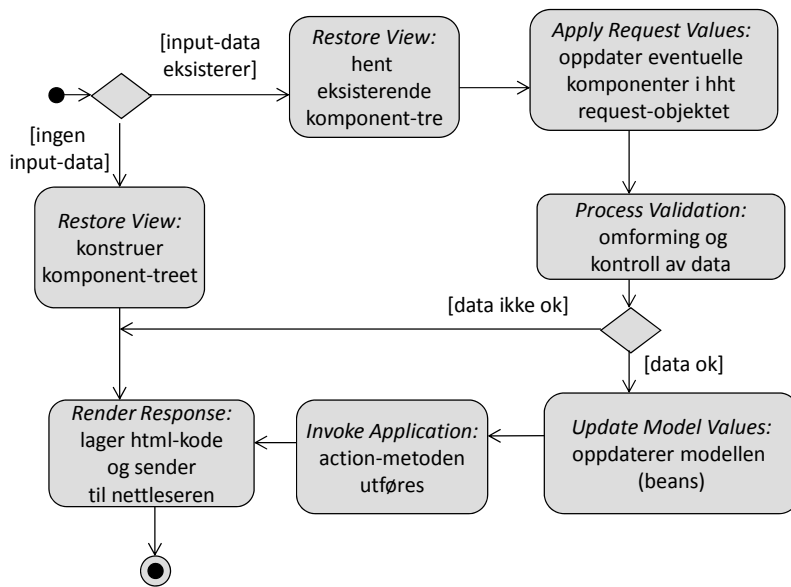 [input-data
eksisterer]
Restore View:
hent
eksisterende
komponent-tre
Apply Request Values:
oppdater eventuelle
komponenter i hht
request-objektet
[ingen
input-data]
Restore View:
konstruer
komponent-treet
Process Validation:
omforming og
kontroll av data
[data ikke ok]
[data ok]
Render Response:
lager html-kode
og sender
til nettleseren
Invoke Application:
action-metoden
utføres
Update Model Values:
oppdaterer modellen
(beans)